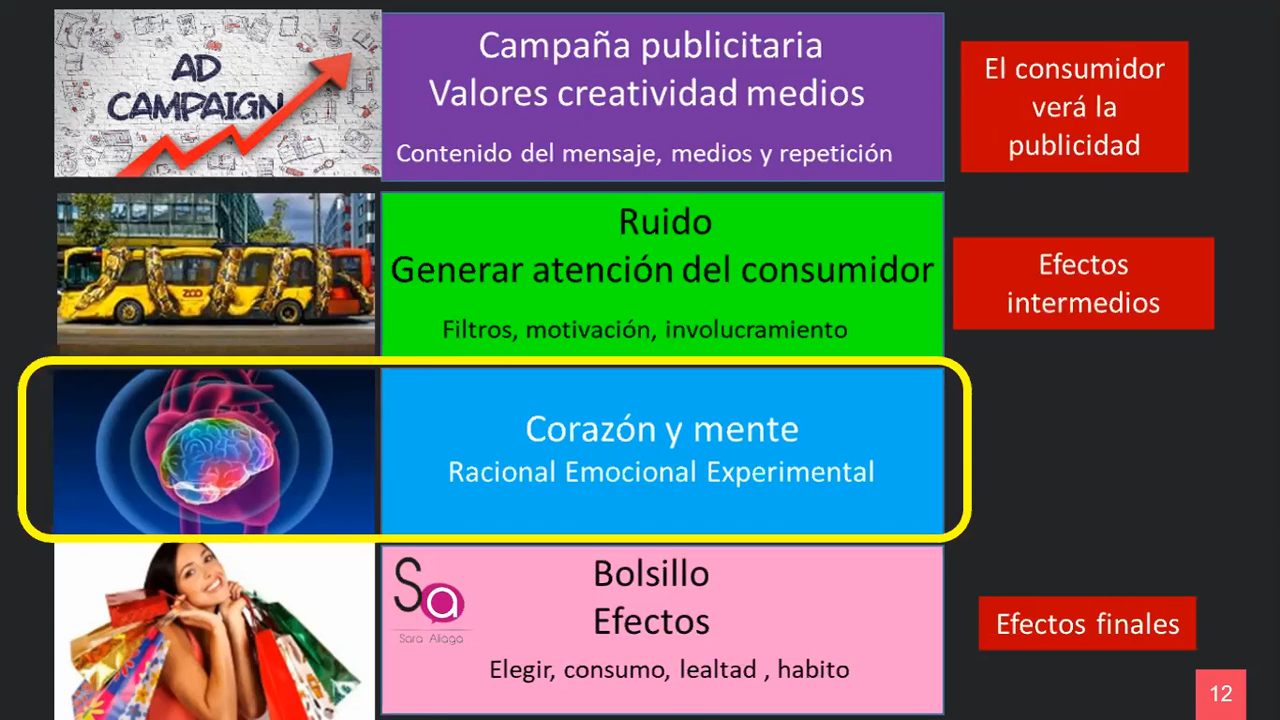 AD
CAMPAIGN
Campaña publicitaria
Valores creatividad medios
Contenido del mensaje, medios y repetición
El consumidor
verá la
publicidad
ZOO
Ruido
Generar atención del consumidor
Filtros, motivación, involucramiento
Efectos
intermedios
Corazón y mente
Racional Emocional Experimental
Sa
Sara Aliaga
Bolsillo
Efectos
Elegir, consumo, lealtad , habito
Efectos finales
12